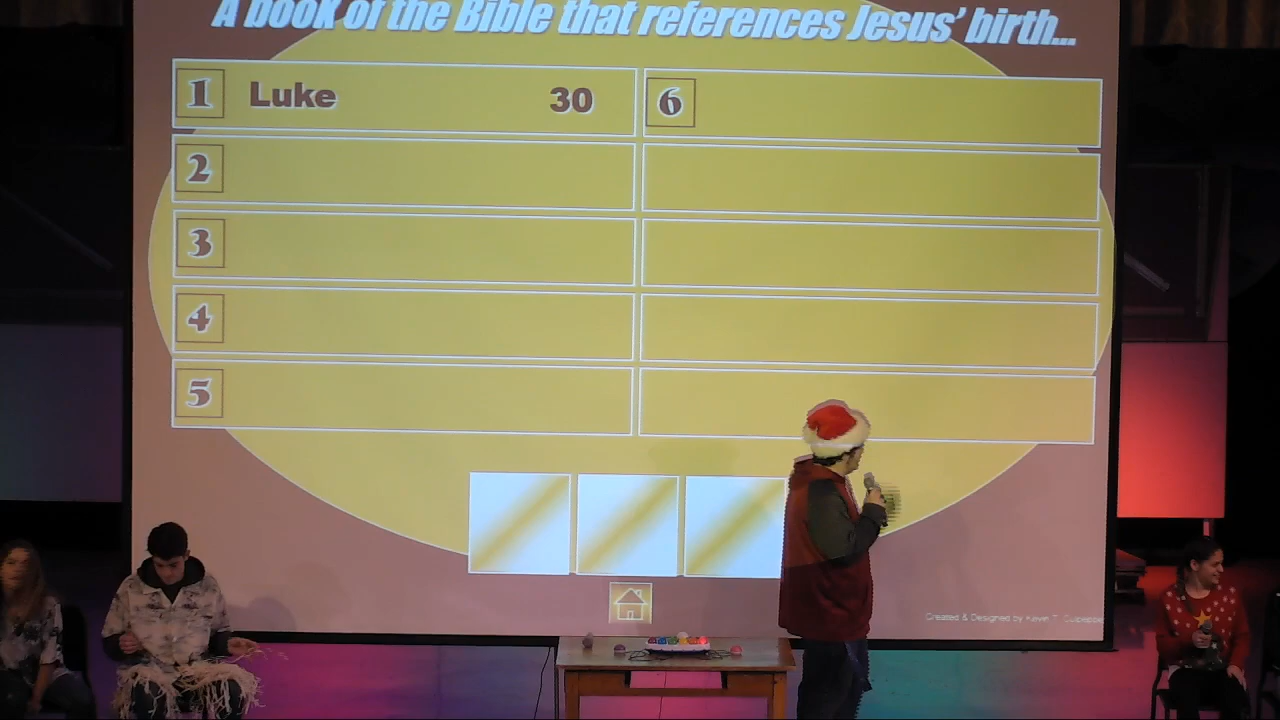 A book of the Bible that references Jesus' birth...
1 Luke 30
6
2
3
4
5
Created & Designed by Kevin T.